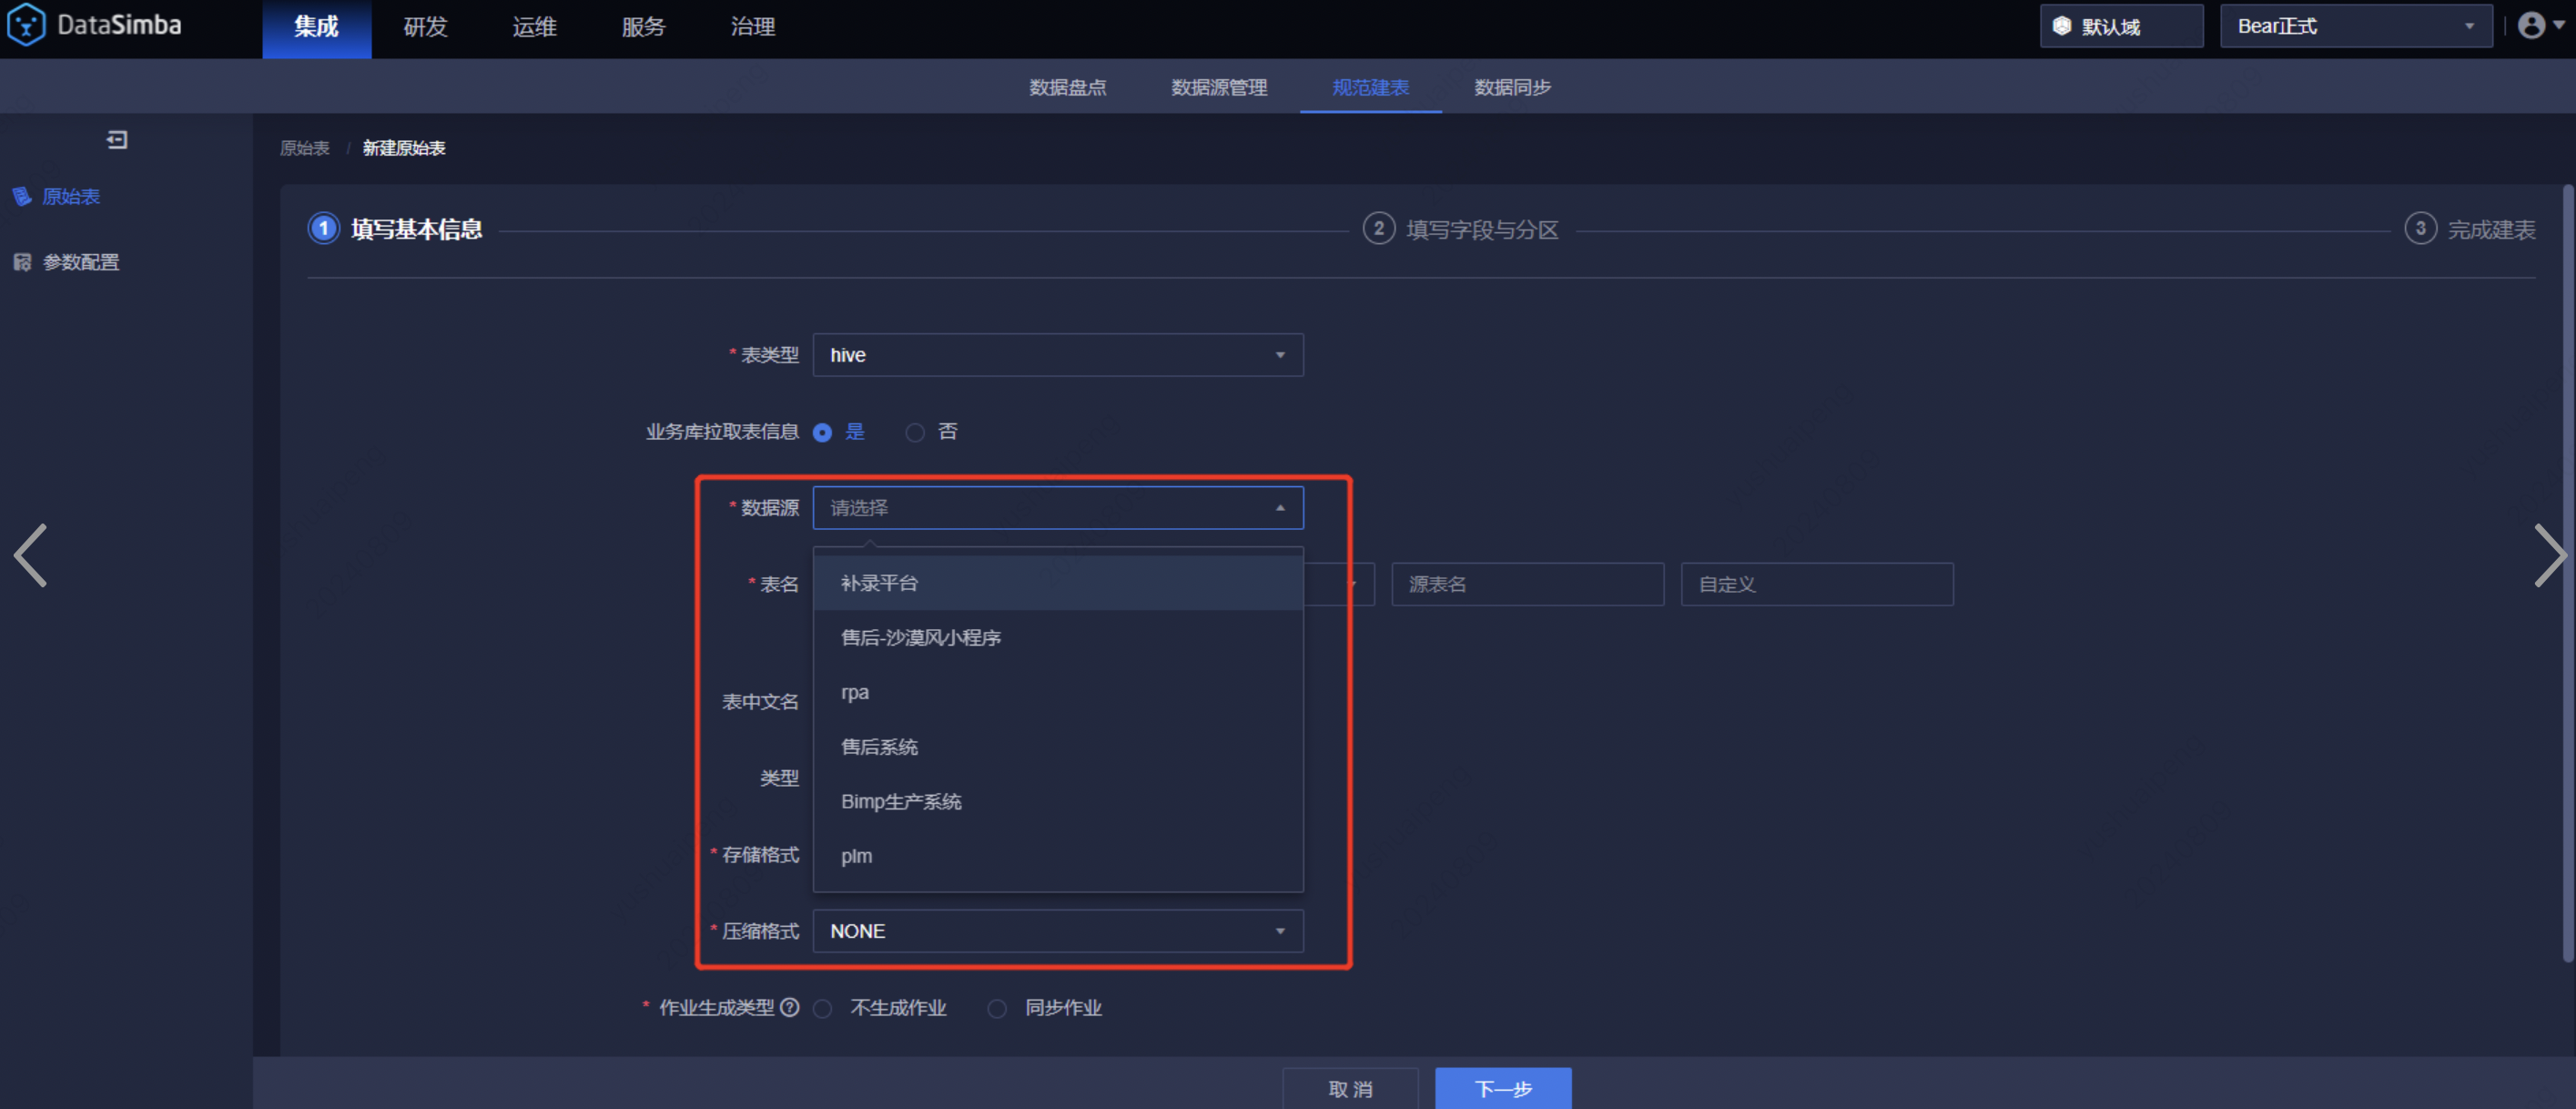 DataSimba 集成 研发 运维 服务 治理 默认域 Bear正式
数据盘点 数据源管理 规范建表 数据同步
原始表 / 新建原始表
原始表
参数配置
1 填写基本信息 2 填写字段与分区 3 完成建表
* 表类型 hive
业务库拉取表信息 是 否
* 数据源 请选择
* 表名 源表名 自定义
补录平台
售后-沙漠风小程序
rpa
表中文名
售后系统
类型
Bimp生产系统
* 存储格式
plm
* 压缩格式 NONE
* 作业生成类型 ? 不生成作业 同步作业
取消 下一步